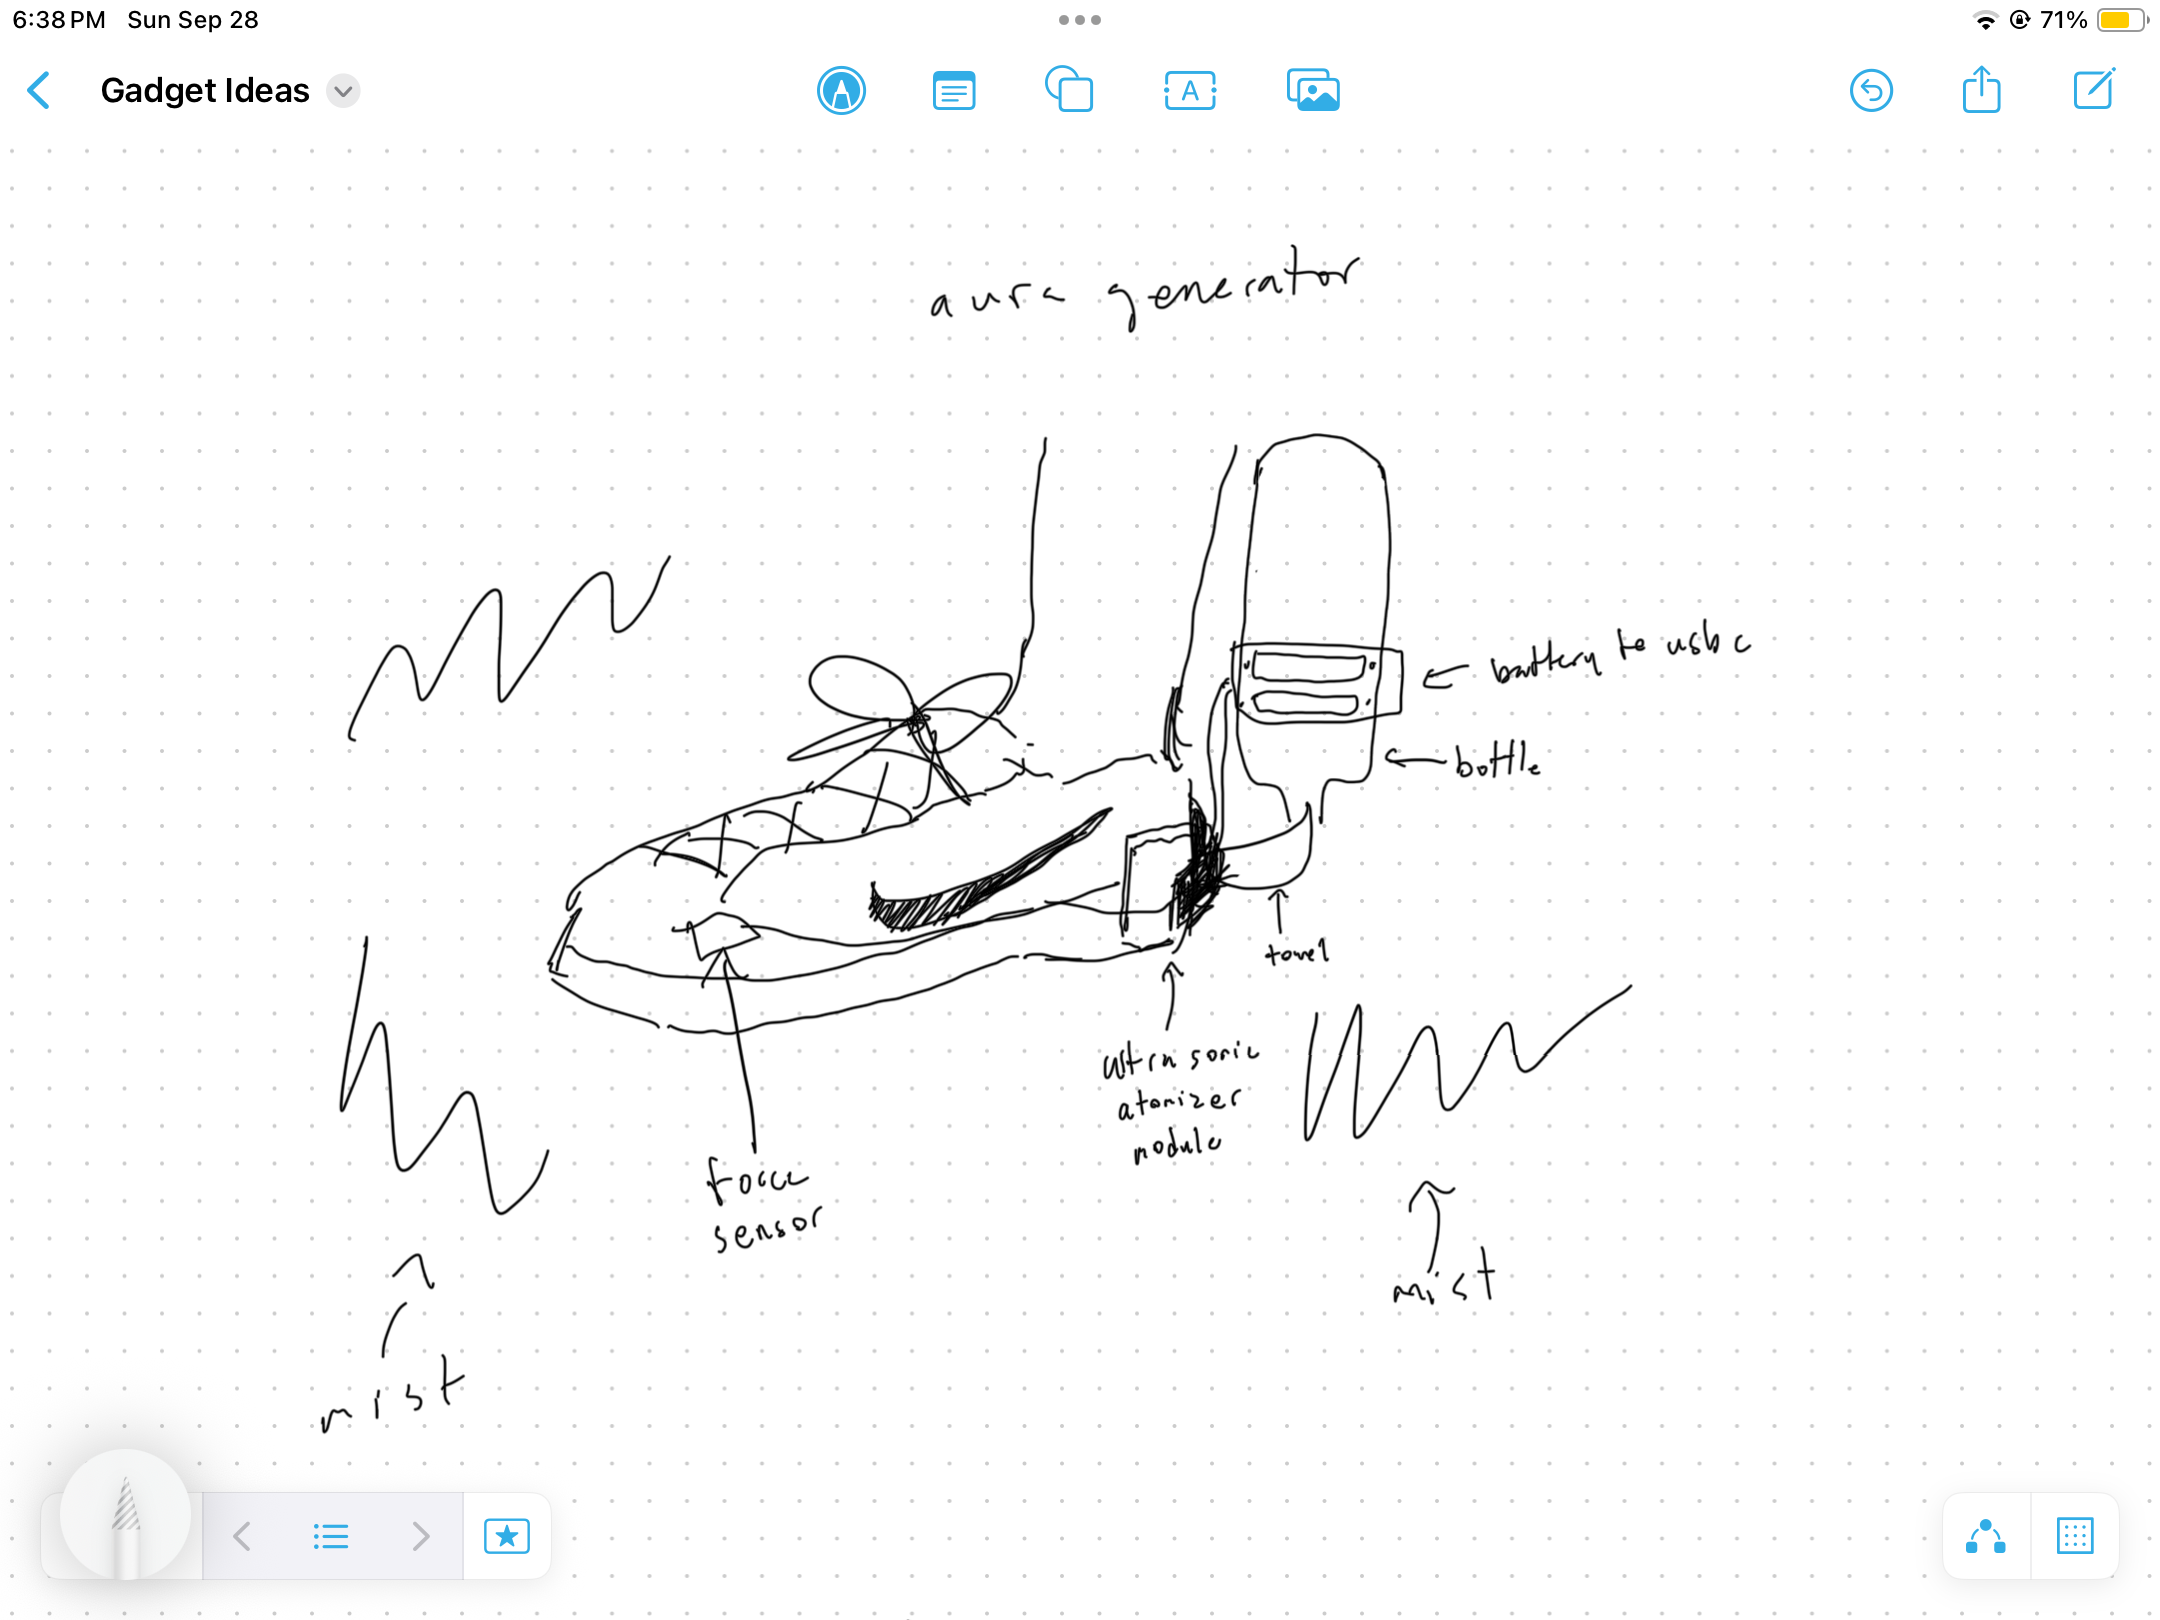 6:38 PM Sun Sep 28
71%
Gadget Ideas
A
aura generator
battery to usb c
bottle
towel
ultra sonic
atomizer
module
force
sensor
mist
mist